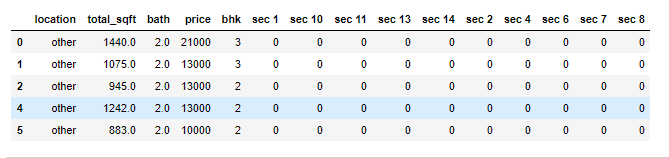 location total_sqft bath price bhk sec 1 sec 10 sec 11 sec 13 sec 14 sec 2 sec 4 sec 6 sec 7 sec 8
0 other 1440.0 2.0 21000 3 0 0 0 0 0 0 0 0 0 0
1 other 1075.0 2.0 13000 3 0 0 0 0 0 0 0 0 0 0
2 other 945.0 2.0 13000 2 0 0 0 0 0 0 0 0 0 0
4 other 1242.0 2.0 13000 2 0 0 0 0 0 0 0 0 0 0
5 other 883.0 2.0 10000 2 0 0 0 0 0 0 0 0 0 0